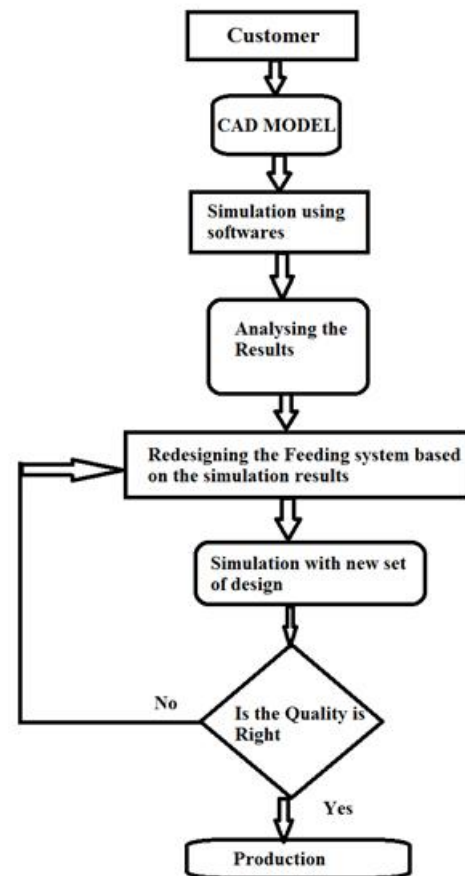 Customer
CAD MODEL
Simulation using
softwares
Analysing the
Results
Redesigning the Feeding system based
on the simulation results
Simulation with new set
of design
No
Is the Quality is
Right
Yes
Production